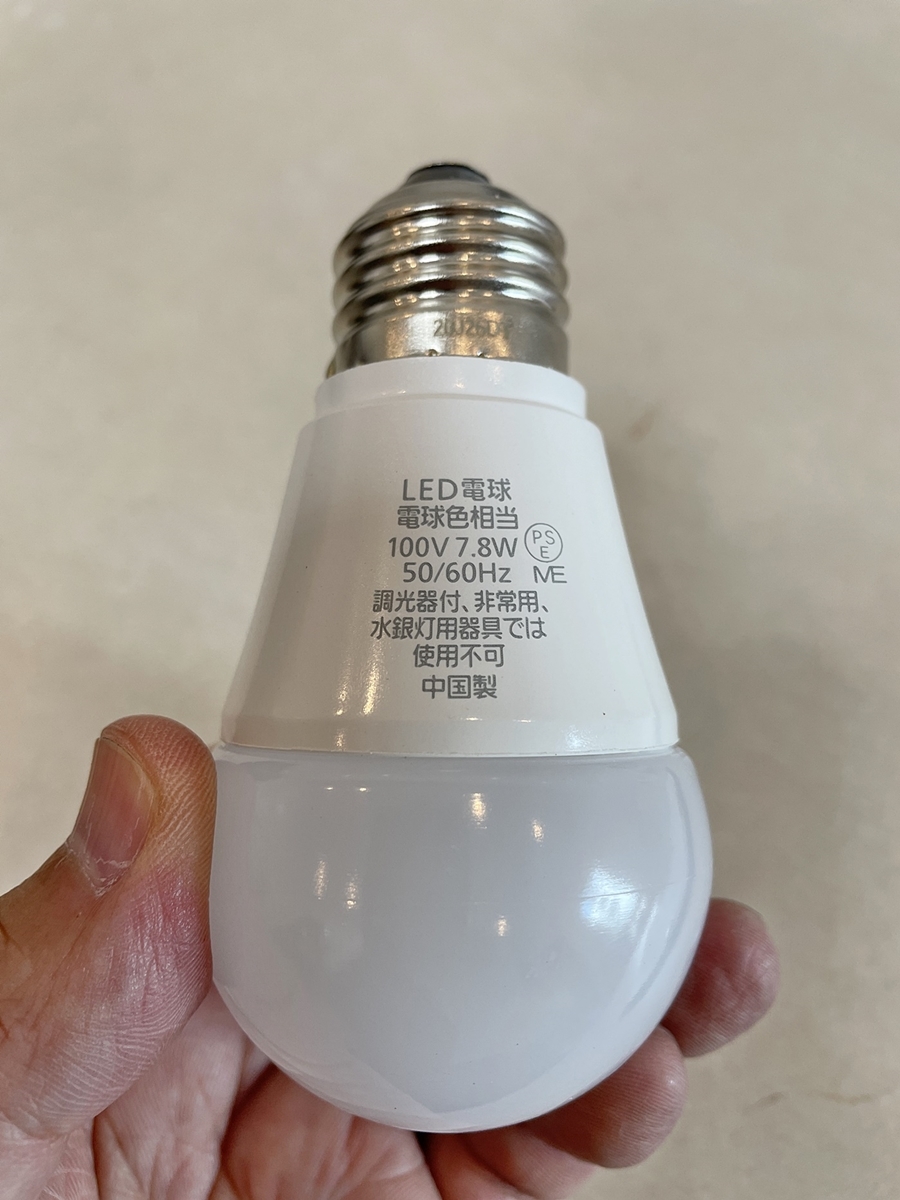 LED電球
電球色相当
100V 7.8W PSE
50/60Hz ME
調光器付、非常用、
水銀灯用器具では
使用不可
中国製